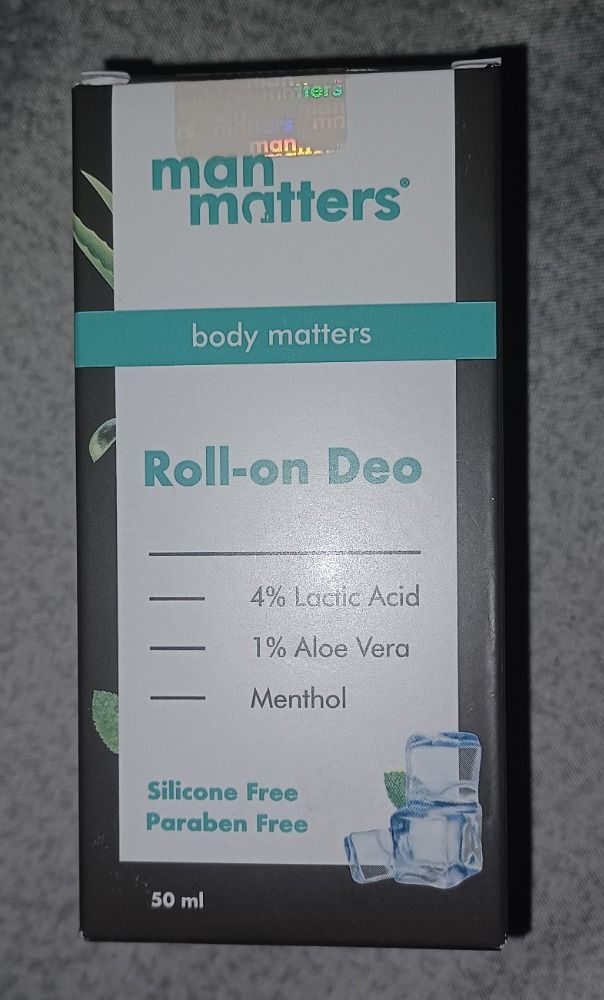 man
matters®
body matters
Roll-on Deo
4% Lactic Acid
1% Aloe Vera
Menthol
Silicone Free
Paraben Free
50 ml